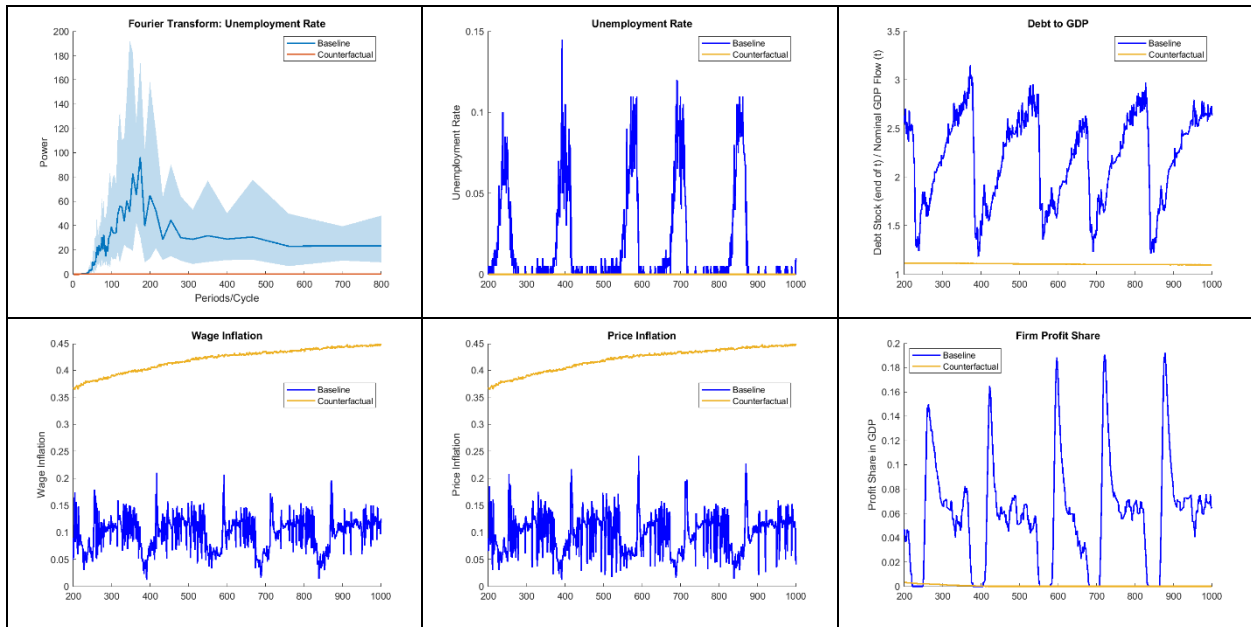 Fourier Transform: Unemployment Rate
200
180
160
140
120
100
80
60
40
20
0
Power
Baseline
Counterfactual
0 100 200 300 400 500 600 700 800
Periods/Cycle
Unemployment Rate
0.15
0.1
0.05
0
Unemployment Rate
Baseline
Counterfactual
200 300 400 500 600 700 800 900 1000
Debt to GDP
3.5
3
2.5
2
1.5
1
Debt Stock (end of t) / Nominal GDP Flow (t)
Baseline
Counterfactual
200 300 400 500 600 700 800 900 1000
Wage Inflation
0.45
0.4
0.35
0.3
0.25
0.2
0.15
0.1
0.05
0
Wage Inflation
Baseline
Counterfactual
200 300 400 500 600 700 800 900 1000
Price Inflation
0.45
0.4
0.35
0.3
0.25
0.2
0.15
0.1
0.05
0
Price Inflation
Baseline
Counterfactual
200 300 400 500 600 700 800 900 1000
Firm Profit Share
0.2
0.18
0.16
0.14
0.12
0.1
0.08
0.06
0.04
0.02
0
Profit Share in GDP
Baseline
Counterfactual
200 300 400 500 600 700 800 900 1000